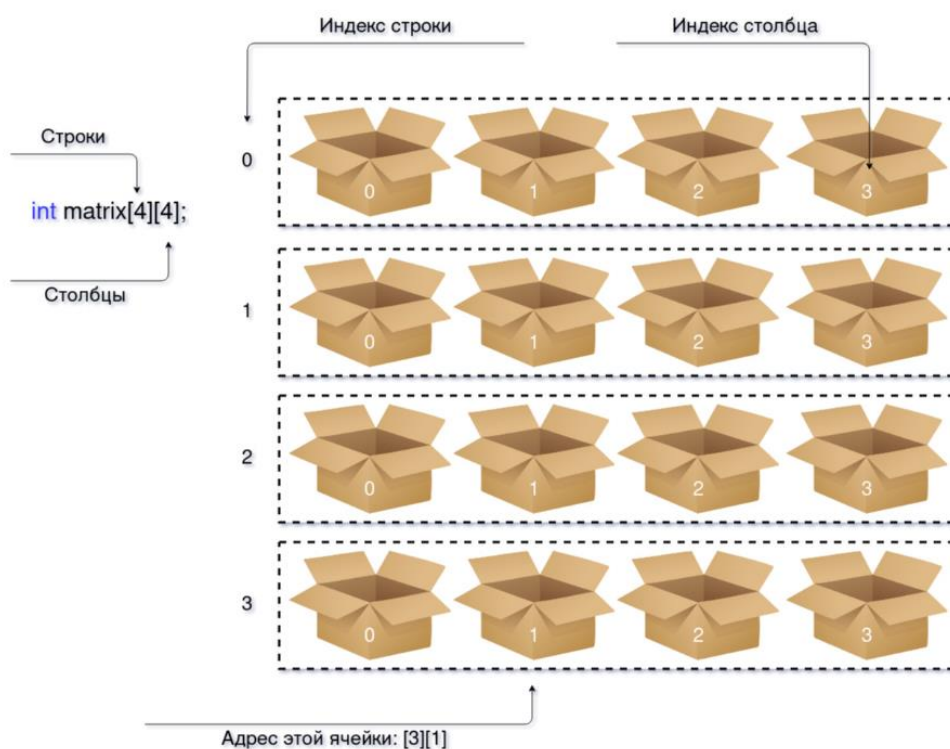 Индекс строки
Индекс столбца
Строки
int matrix[4][4];
Столбцы
0
0 1 2 3
1
0 1 2 3
2
0 1 2 3
3
0 1 2 3
Адрес этой ячейки: [3][1]